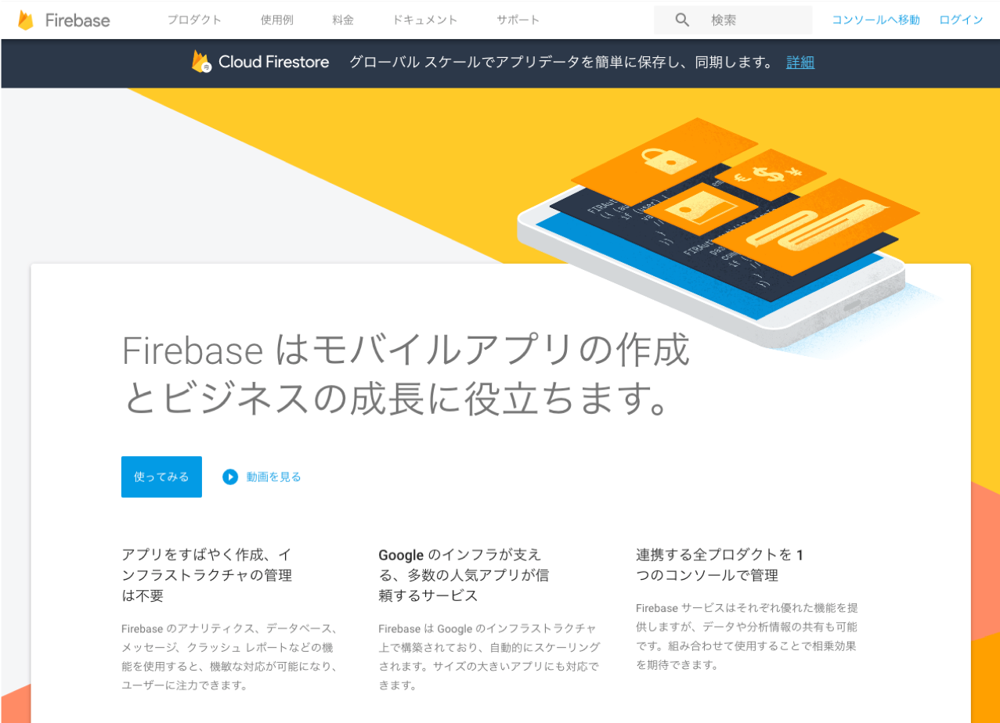 Firebase
プロダクト
使用例
料金
ドキュメント
サポート
検索
コンソールへ移動
ログイン
Cloud Firestore
グローバル スケールでアプリデータを簡単に保存し、同期します。 詳細
Firebase はモバイルアプリの作成
とビジネスの成長に役立ちます。
使ってみる
動画を見る
アプリをすばやく作成、イ
ンフラストラクチャの管理
は不要
Firebase のアナリティクス、データベース、
メッセージ、クラッシュ レポートなどの機
能を使用すると、機敏な対応が可能になり、
ユーザーに注力できます。
Google のインフラが支え
る、多数の人気アプリが信
頼するサービス
Firebase は Google のインフラストラクチャ
上で構築されており、自動的にスケーリング
されます。サイズの大きいアプリにも対応で
きます。
連携する全プロダクトを 1
つのコンソールで管理
Firebase サービスはそれぞれ優れた機能を提
供しますが、データや分析情報の共有も可能
です。組み合わせて使用することで相乗効果
を期待できます。